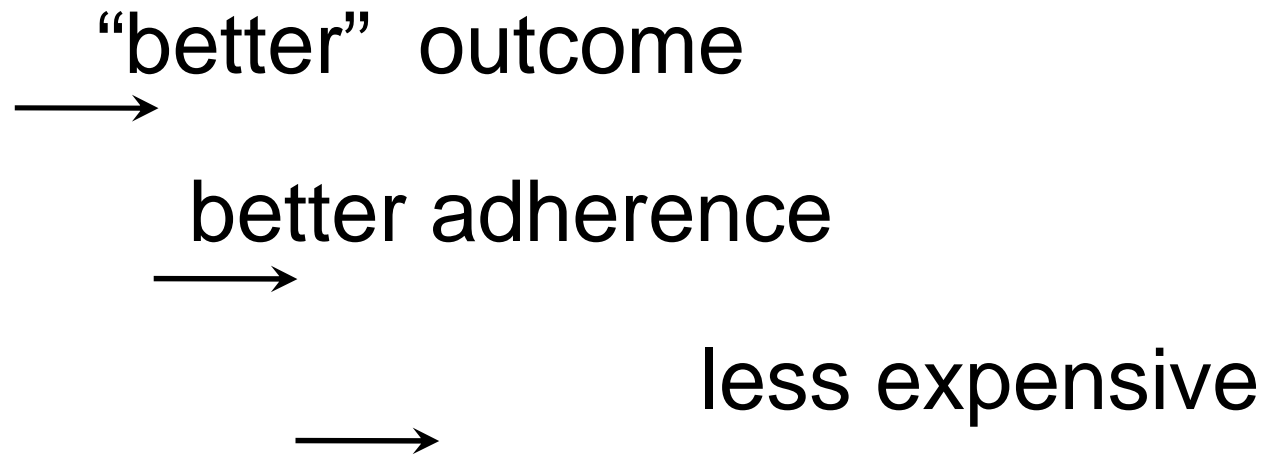 “better” outcome
better adherence
less expensive